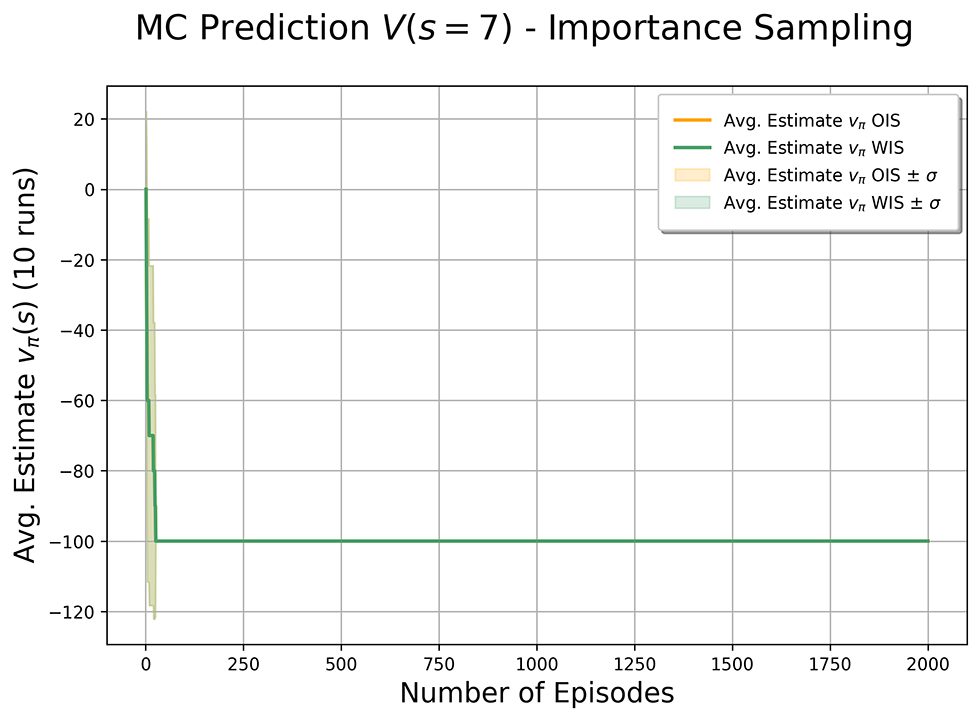 MC Prediction V(s = 7) - Importance Sampling
Avg. Estimate vπ OIS
Avg. Estimate vπ WIS
Avg. Estimate vπ OIS ± σ
Avg. Estimate vπ WIS ± σ
Avg. Estimate vπ(s) (10 runs)
20
0
−20
−40
−60
−80
−100
−120
0 250 500 750 1000 1250 1500 1750 2000
Number of Episodes